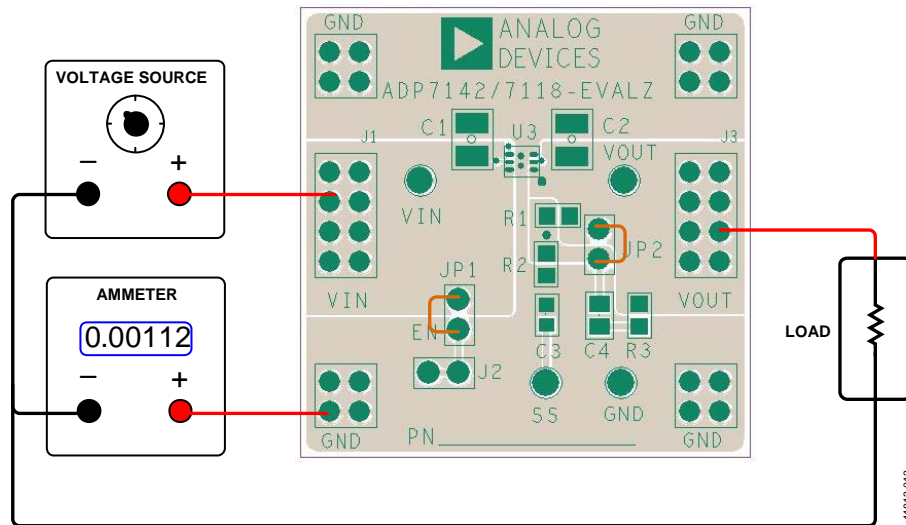 GND
ANALOG
DEVICES
GND
VOLTAGE SOURCE
ADP7142/7118-EVALZ
C1
U3
C2
J1
VOUT
J3
− +
VIN
R1
R2
JP2
JP1
VIN
VOUT
AMMETER
0.00112
EN
LOAD
C3
C4
R3
− +
J2
SS
GND
GND
PN
GND